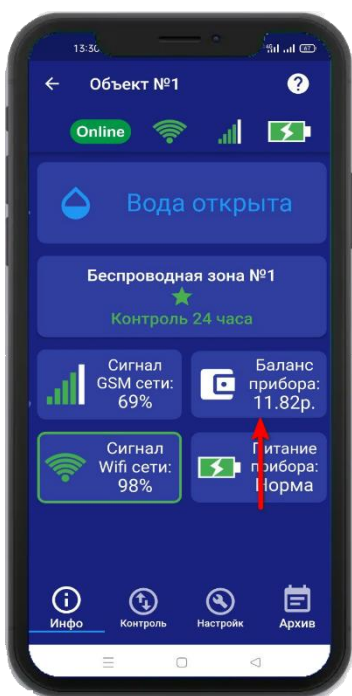 13:30
Объект №1
Online
Вода открыта
Беспроводная зона №1
Контроль 24 часа
Сигнал
GSM сети:
69%
Баланс
прибора:
11.82р.
Сигнал
Wifi сети:
98%
Питание
прибора:
Норма
Инфо
Контроль
Настройк
Архив